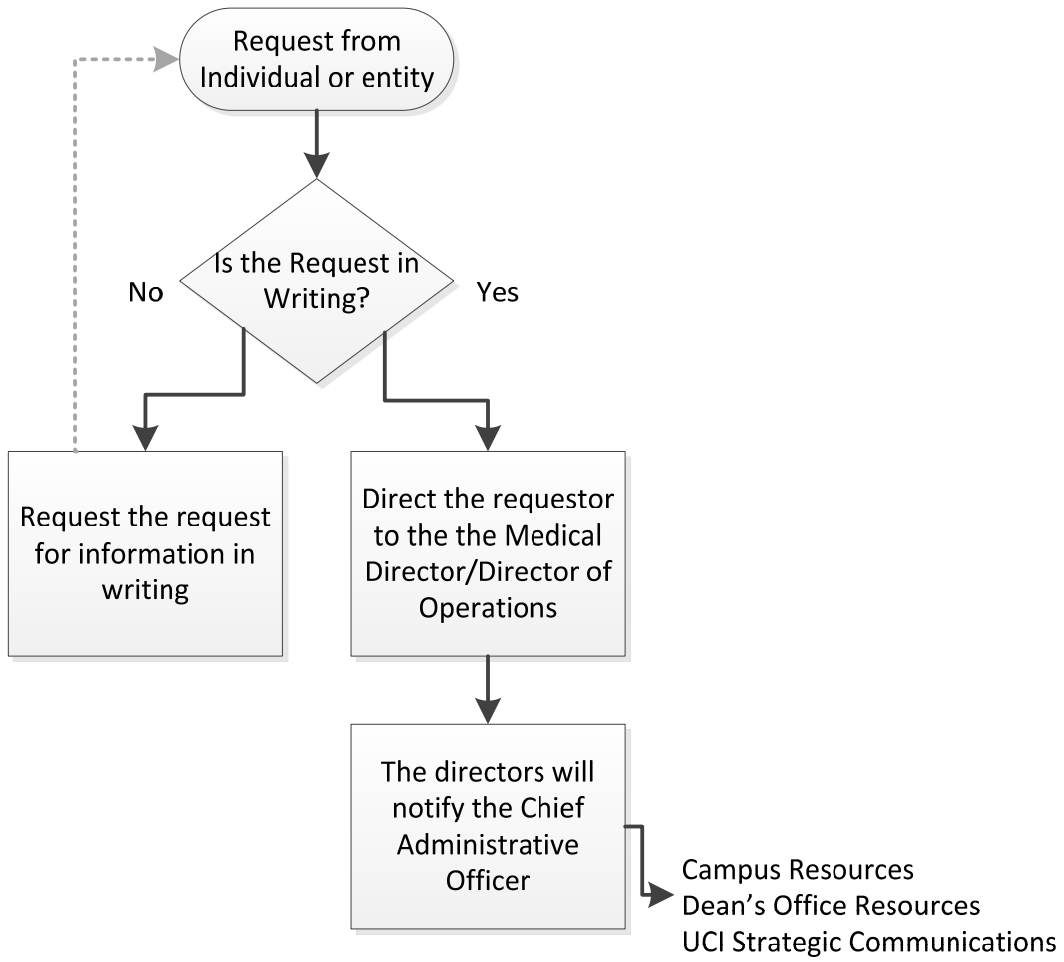 Request from
Individual or entity
Is the Request in
Writing?
No
Yes
Request the request
for information in
writing
Direct the requestor
to the the Medical
Director/Director of
Operations
The directors will
notify the Chief
Administrative
Officer
Campus Resources
Dean’s Office Resources
UCI Strategic Communications